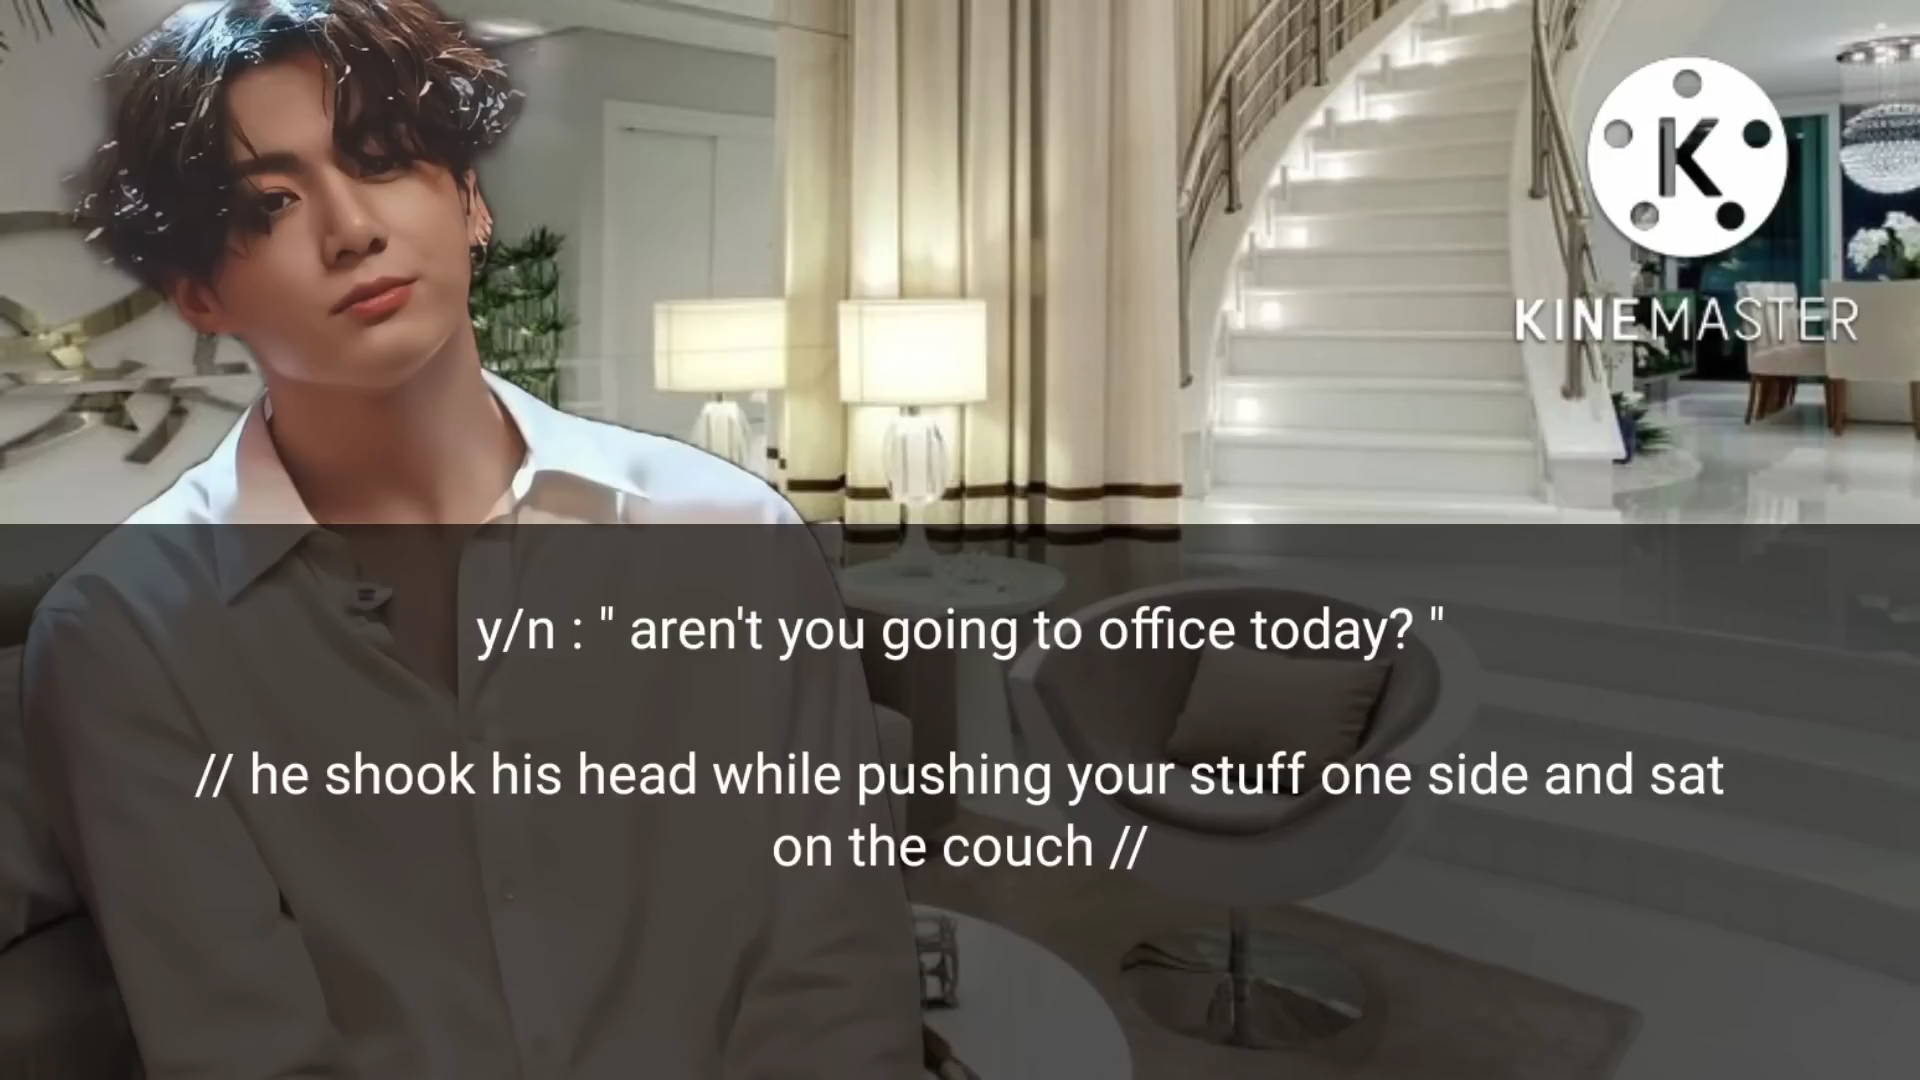 K
KINEMASTER
y/n : " aren't you going to office today? "
// he shook his head while pushing your stuff one side and sat
on the couch //